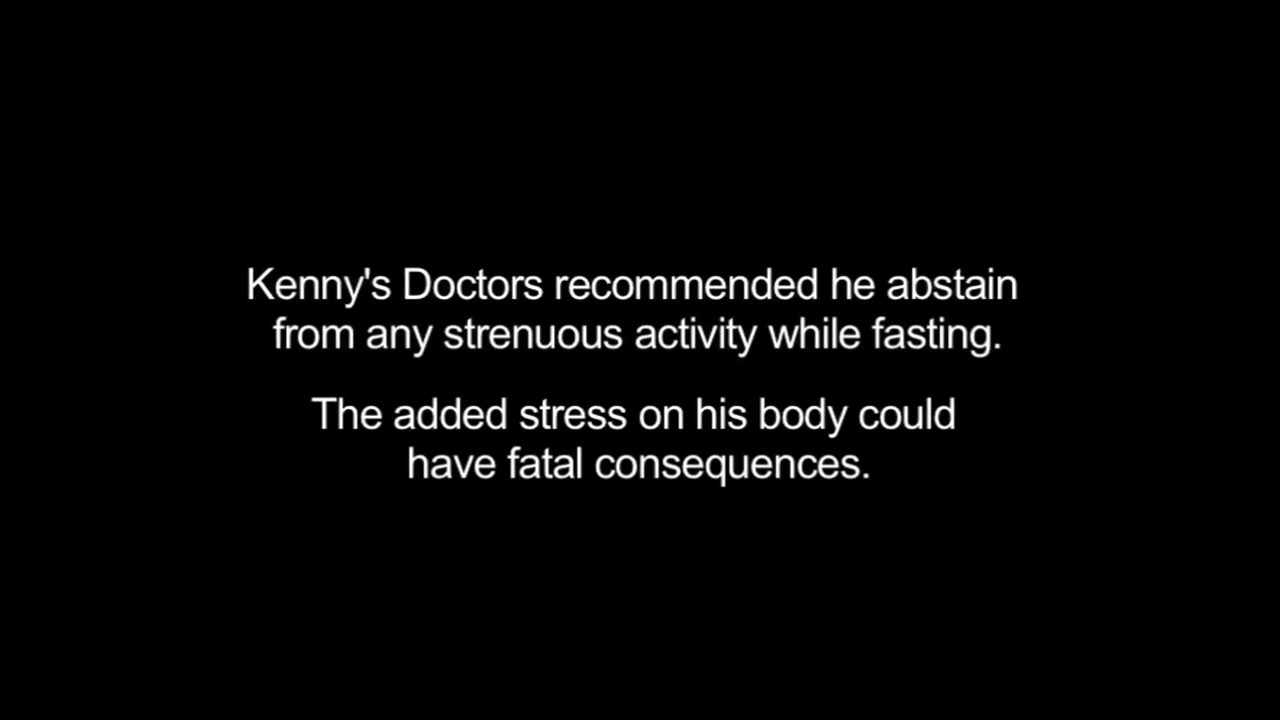 Kenny's Doctors recommended he abstain
from any strenuous activity while fasting.
The added stress on his body could
have fatal consequences.